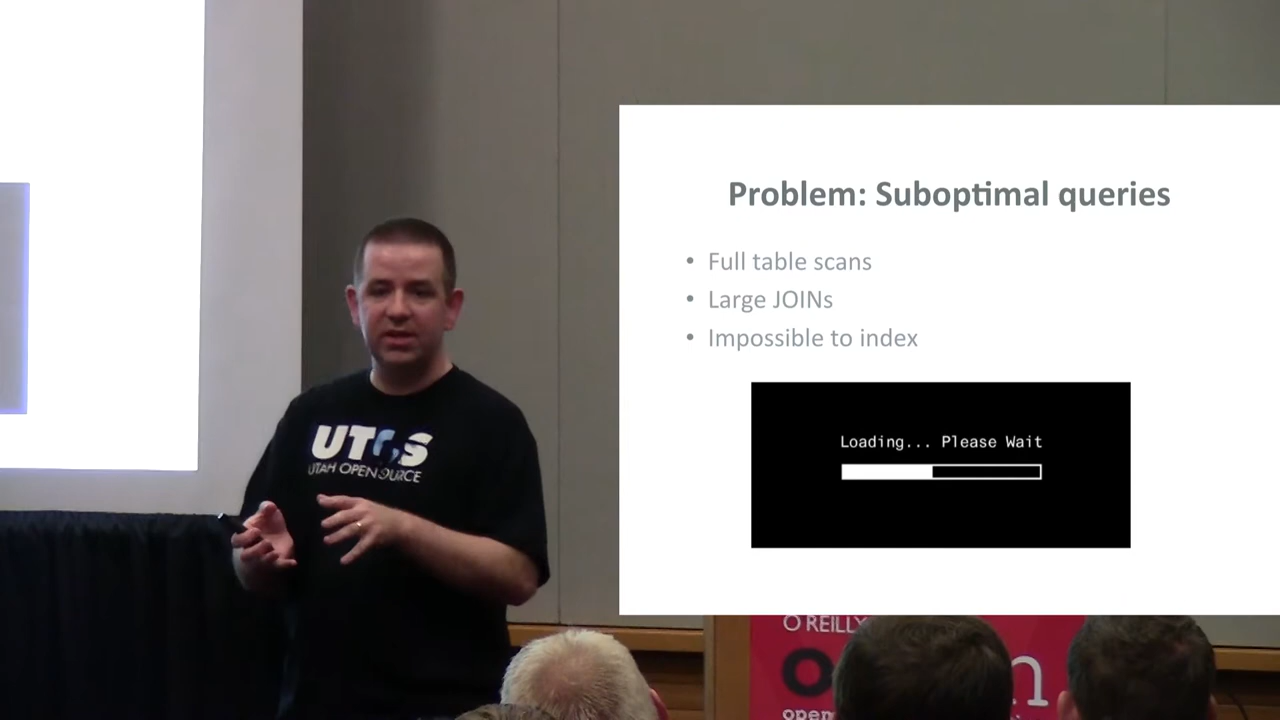 Problem: Suboptimal queries
• Full table scans
• Large JOINs
• Impossible to index
Loading... Please Wait
UTOS
UTAH OPEN SOURCE
O'REILLY
open